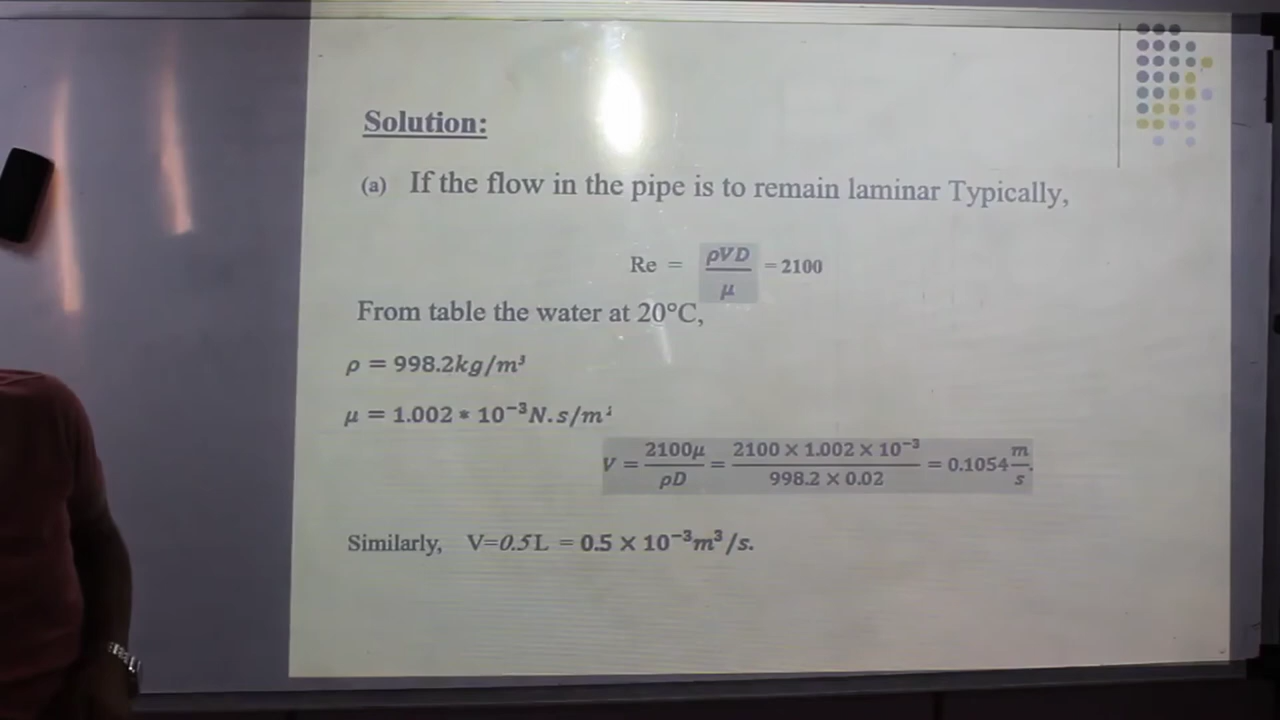 Solution:
(a) If the flow in the pipe is to remain laminar Typically,
Re = ρVD/μ = 2100
From table the water at 20°C,
ρ = 998.2kg/m³
μ = 1.002 * 10⁻³N.s/m²
V = 2100μ/ρD = 2100 × 1.002 × 10⁻³/998.2 × 0.02 = 0.1054 m/s.
Similarly, V=0.5L = 0.5 × 10⁻³m³/s.